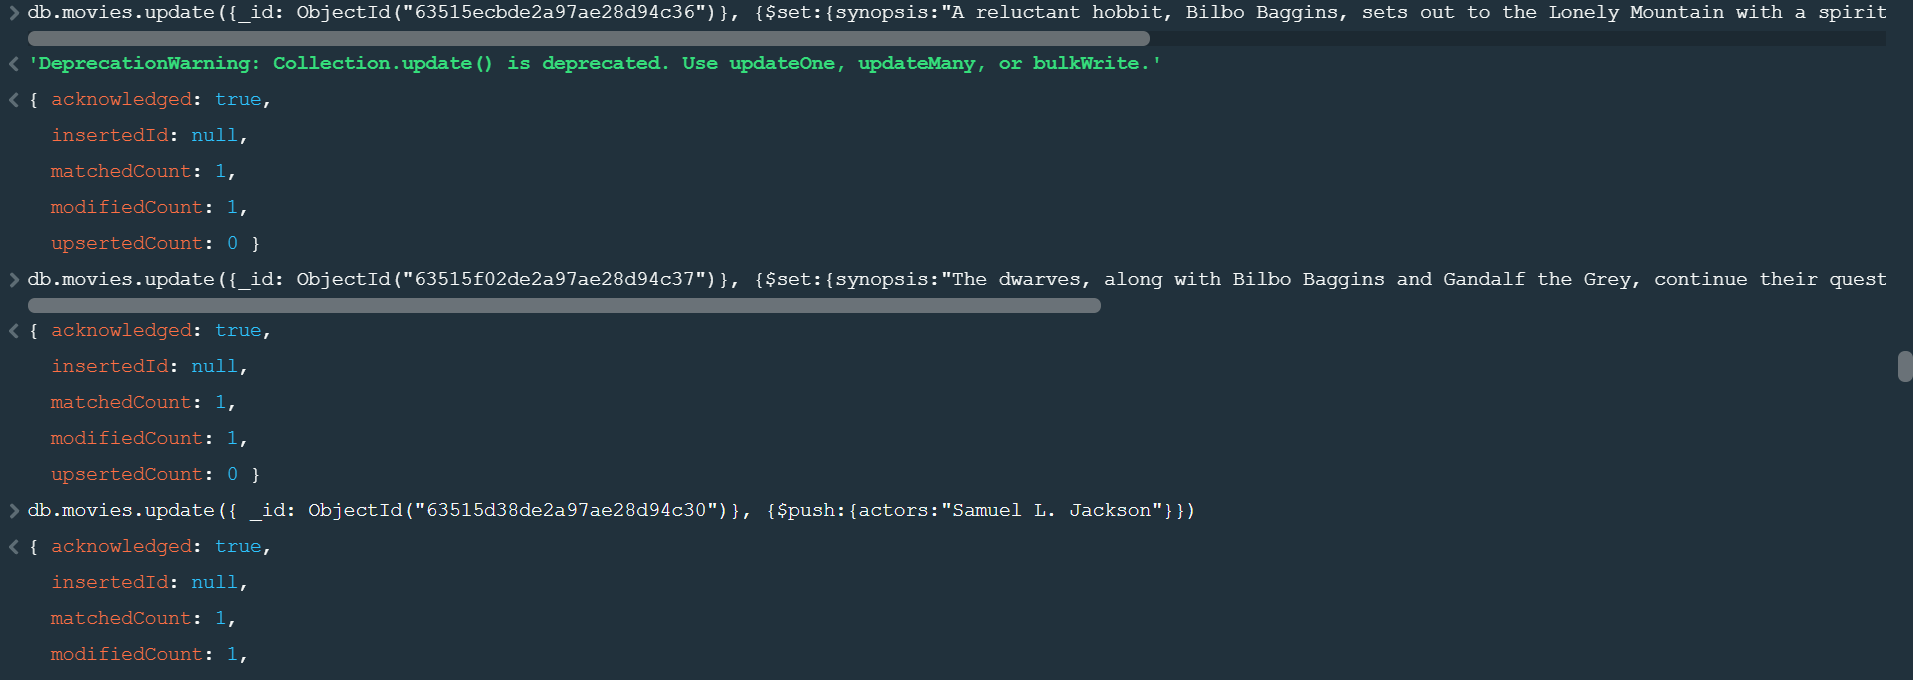 > db.movies.update({_id: ObjectId("63515ecbde2a97ae28d94c36")}, {$set:{synopsis:"A reluctant hobbit, Bilbo Baggins, sets out to the Lonely Mountain with a spirit
< 'DeprecationWarning: Collection.update() is deprecated. Use updateOne, updateMany, or bulkWrite.'
< { acknowledged: true,
insertedId: null,
matchedCount: 1,
modifiedCount: 1,
upsertedCount: 0 }
> db.movies.update({_id: ObjectId("63515f02de2a97ae28d94c37")}, {$set:{synopsis:"The dwarves, along with Bilbo Baggins and Gandalf the Grey, continue their quest
< { acknowledged: true,
insertedId: null,
matchedCount: 1,
modifiedCount: 1,
upsertedCount: 0 }
> db.movies.update({ _id: ObjectId("63515d38de2a97ae28d94c30")}, {$push:{actors:"Samuel L. Jackson"}})
< { acknowledged: true,
insertedId: null,
matchedCount: 1,
modifiedCount: 1,